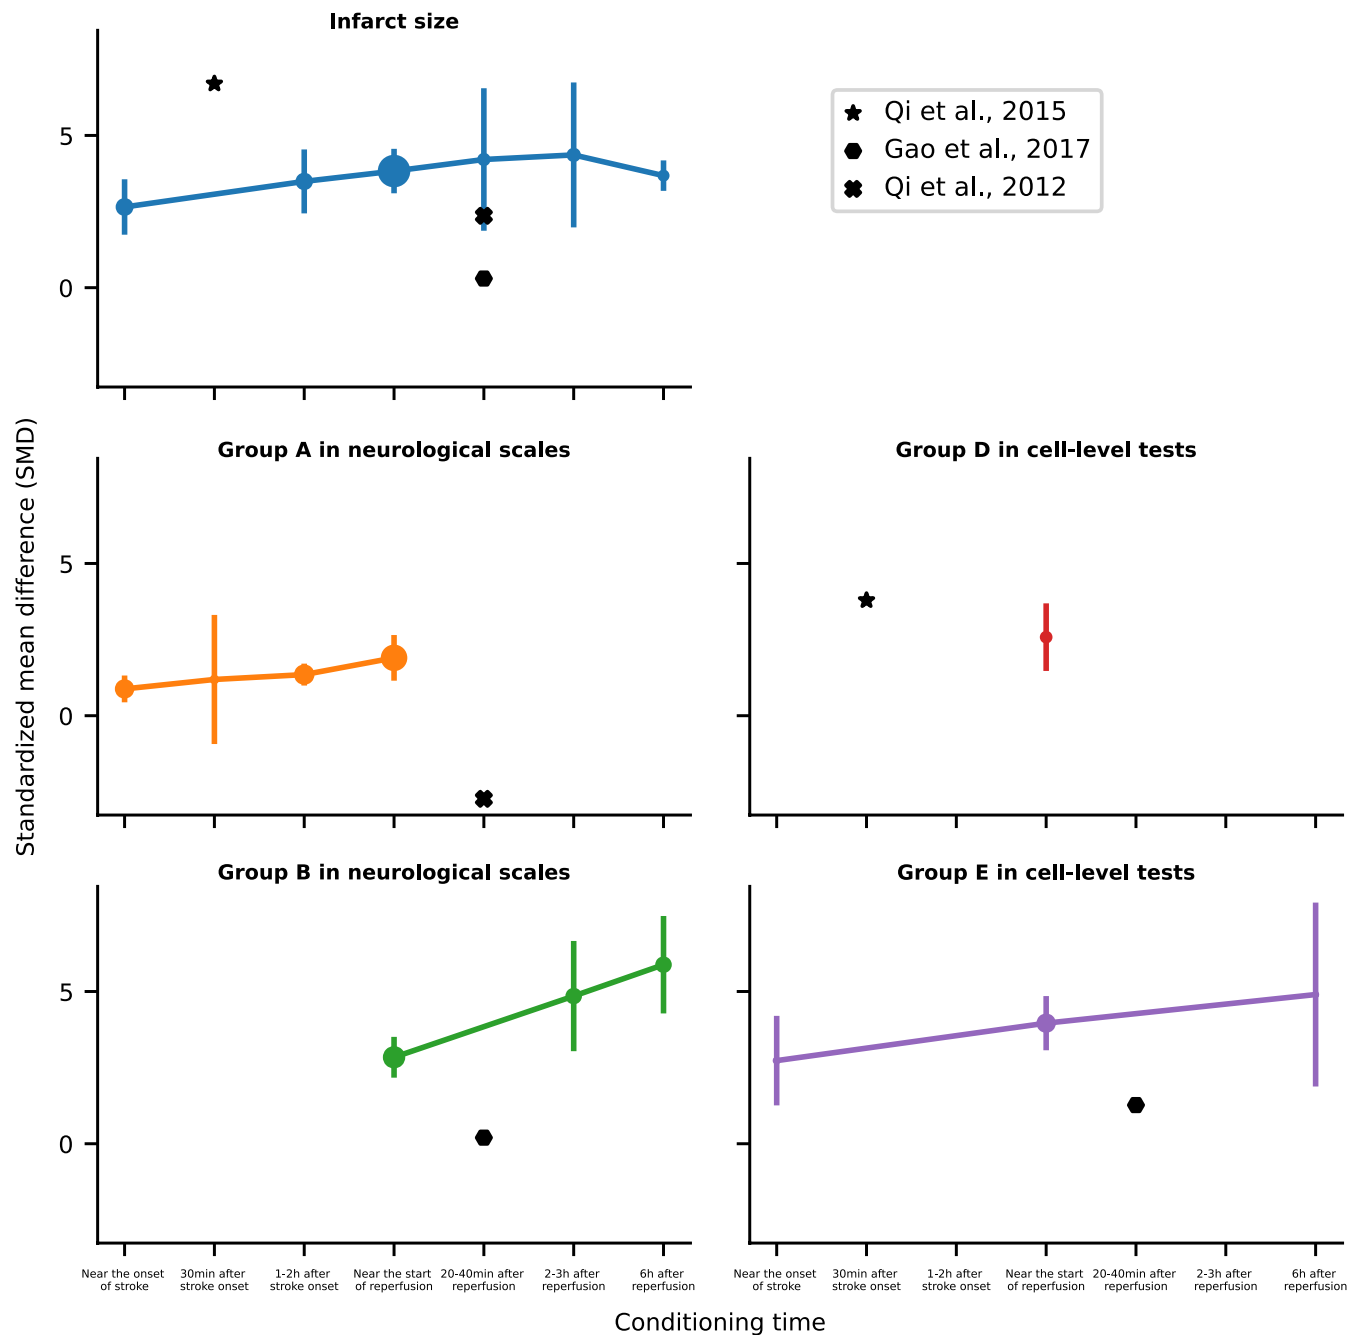 Infarct size
5
0
Qi et al., 2015
Gao et al., 2017
Qi et al., 2012
Standardized mean difference (SMD)
Group A in neurological scales
5
0
Group D in cell-level tests
Group B in neurological scales
5
0
Near the onset
of stroke
30min after
stroke onset
1-2h after
stroke onset
Near the start
of reperfusion
20-40min after
reperfusion
2-3h after
reperfusion
6h after
reperfusion
Group E in cell-level tests
Near the onset
of stroke
30min after
stroke onset
1-2h after
stroke onset
Near the start
of reperfusion
20-40min after
reperfusion
2-3h after
reperfusion
6h after
reperfusion
Conditioning time